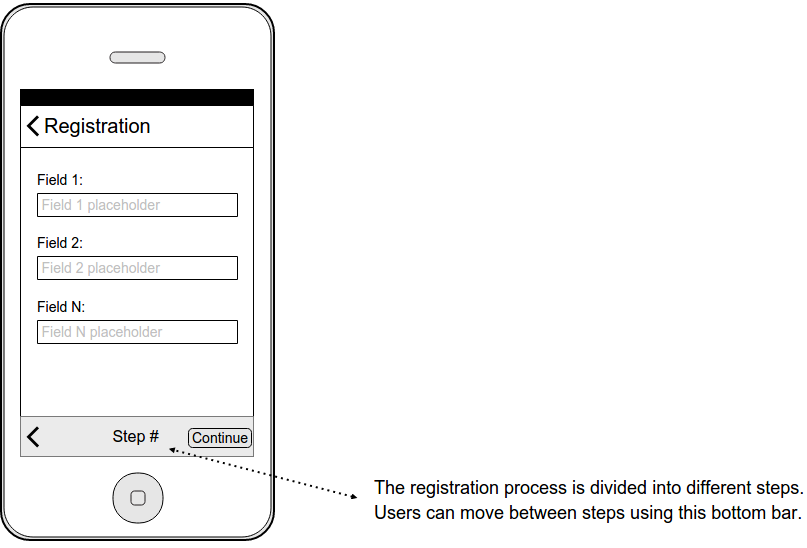 Registration
Field 1:
Field 1 placeholder
Field 2:
Field 2 placeholder
Field N:
Field N placeholder
Step #
Continue
The registration process is divided into different steps.
Users can move between steps using this bottom bar.